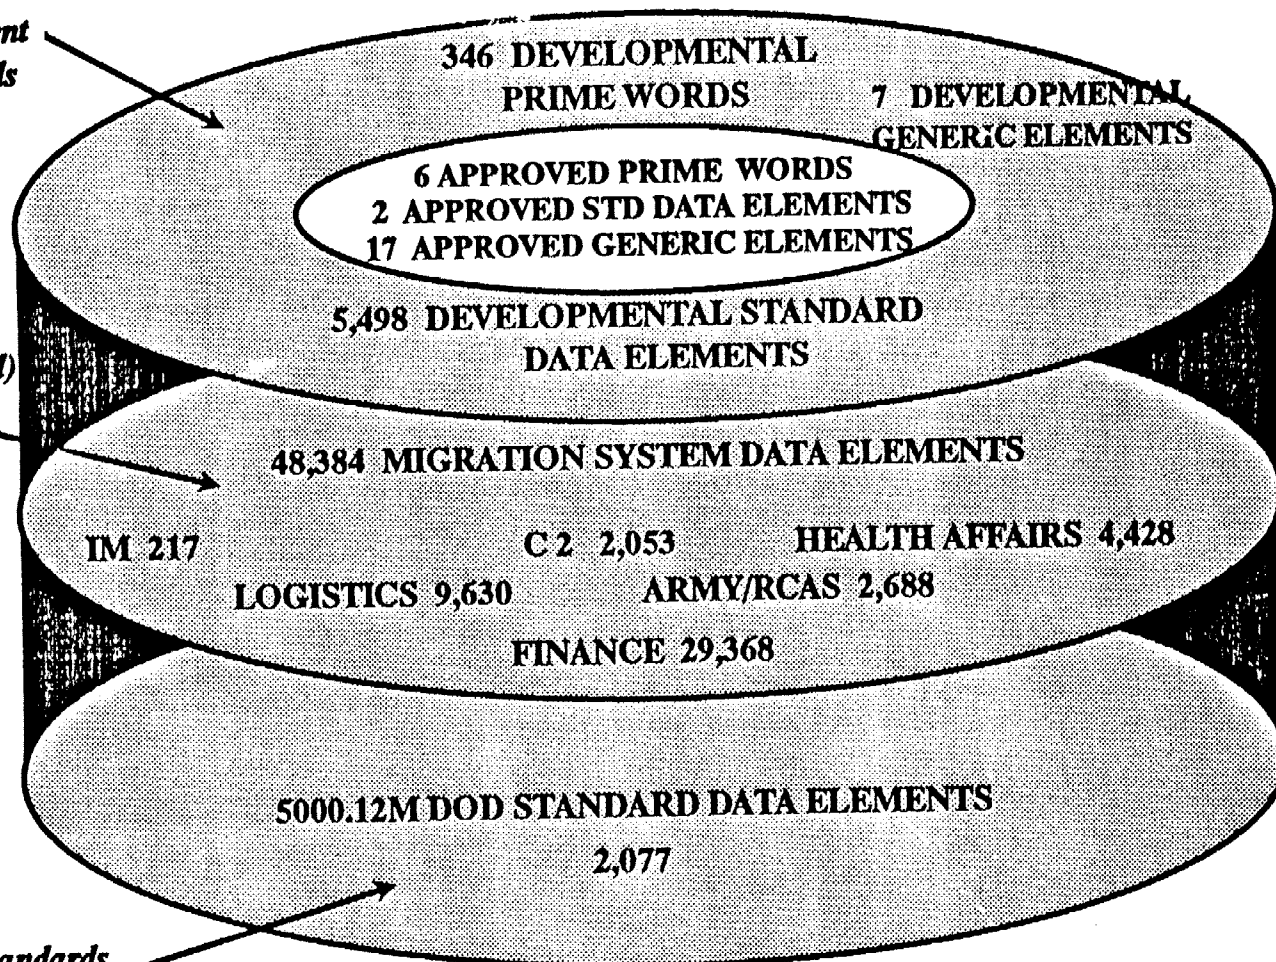 346 DEVELOPMENTAL
PRIME WORDS
7 DEVELOPMENTAL
GENERIC ELEMENTS
6 APPROVED PRIME WORDS
2 APPROVED STD DATA ELEMENTS
17 APPROVED GENERIC ELEMENTS
5,498 DEVELOPMENTAL STANDARD
DATA ELEMENTS
48,384 MIGRATION SYSTEM DATA ELEMENTS
IM 217
C 2 2,053
HEALTH AFFAIRS 4,428
LOGISTICS 9,630
ARMY/RCAS 2,688
FINANCE 29,368
5000.12M DOD STANDARD DATA ELEMENTS
2,077